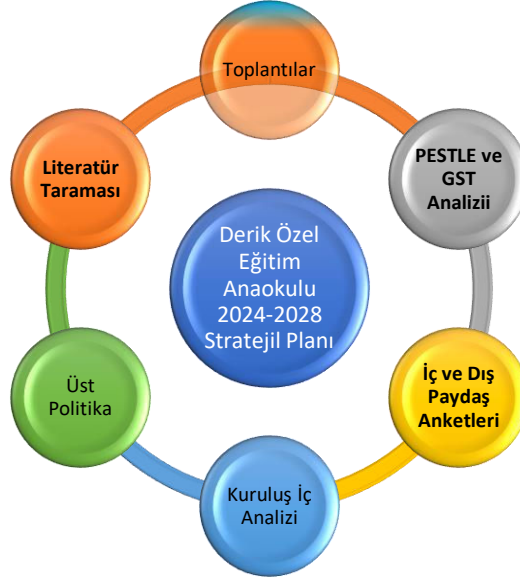 Toplantılar
PESTLE ve
GST
Analizii
İç ve Dış
Paydaş
Anketleri
Kuruluş İç
Analizi
Üst
Politika
Literatür
Taraması
Derik Özel
Eğitim
Anaokulu
2024-2028
Stratejil Planı